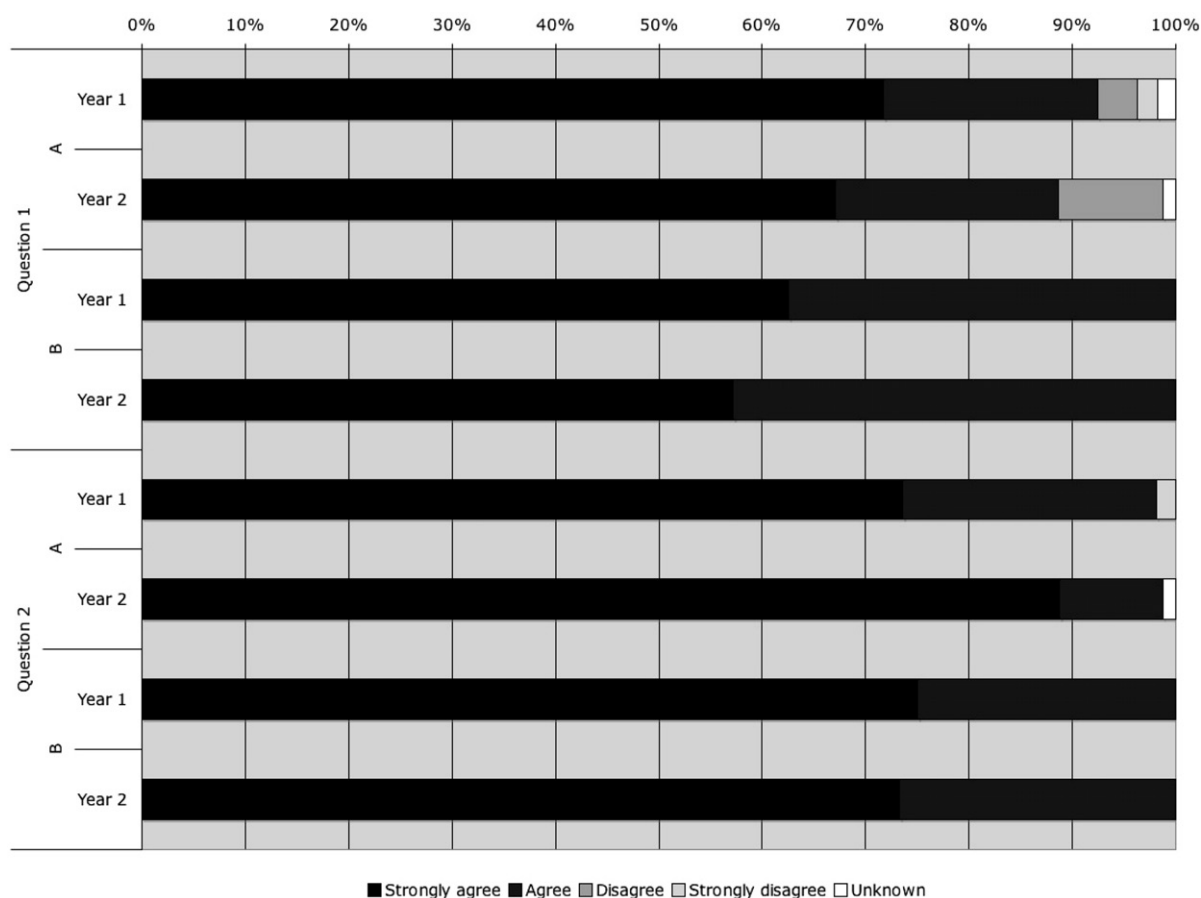 0% 10% 20% 30% 40% 50% 60% 70% 80% 90% 100%
Question 1
A
Year 1
Year 2
B
Year 1
Year 2
Question 2
A
Year 1
Year 2
B
Year 1
Year 2
Strongly agree Agree Disagree Strongly disagree Unknown